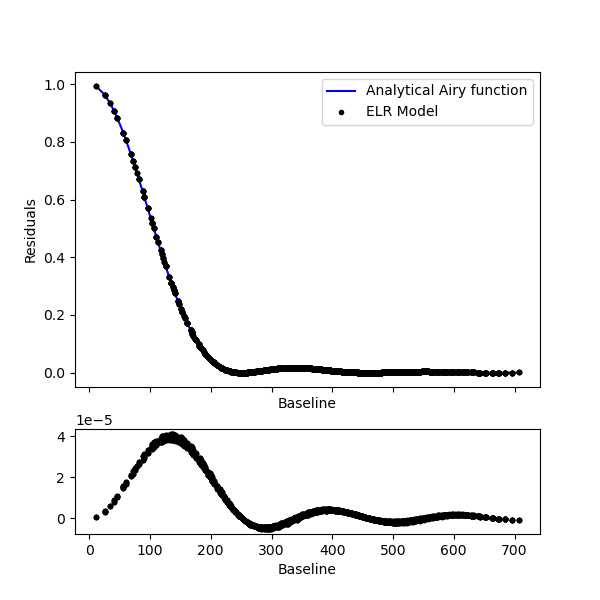 Analytical Airy function
ELR Model
1.0
0.8
0.6
0.4
0.2
0.0
Residuals
Baseline
1e−5
4
2
0
0 100 200 300 400 500 600 700
Baseline